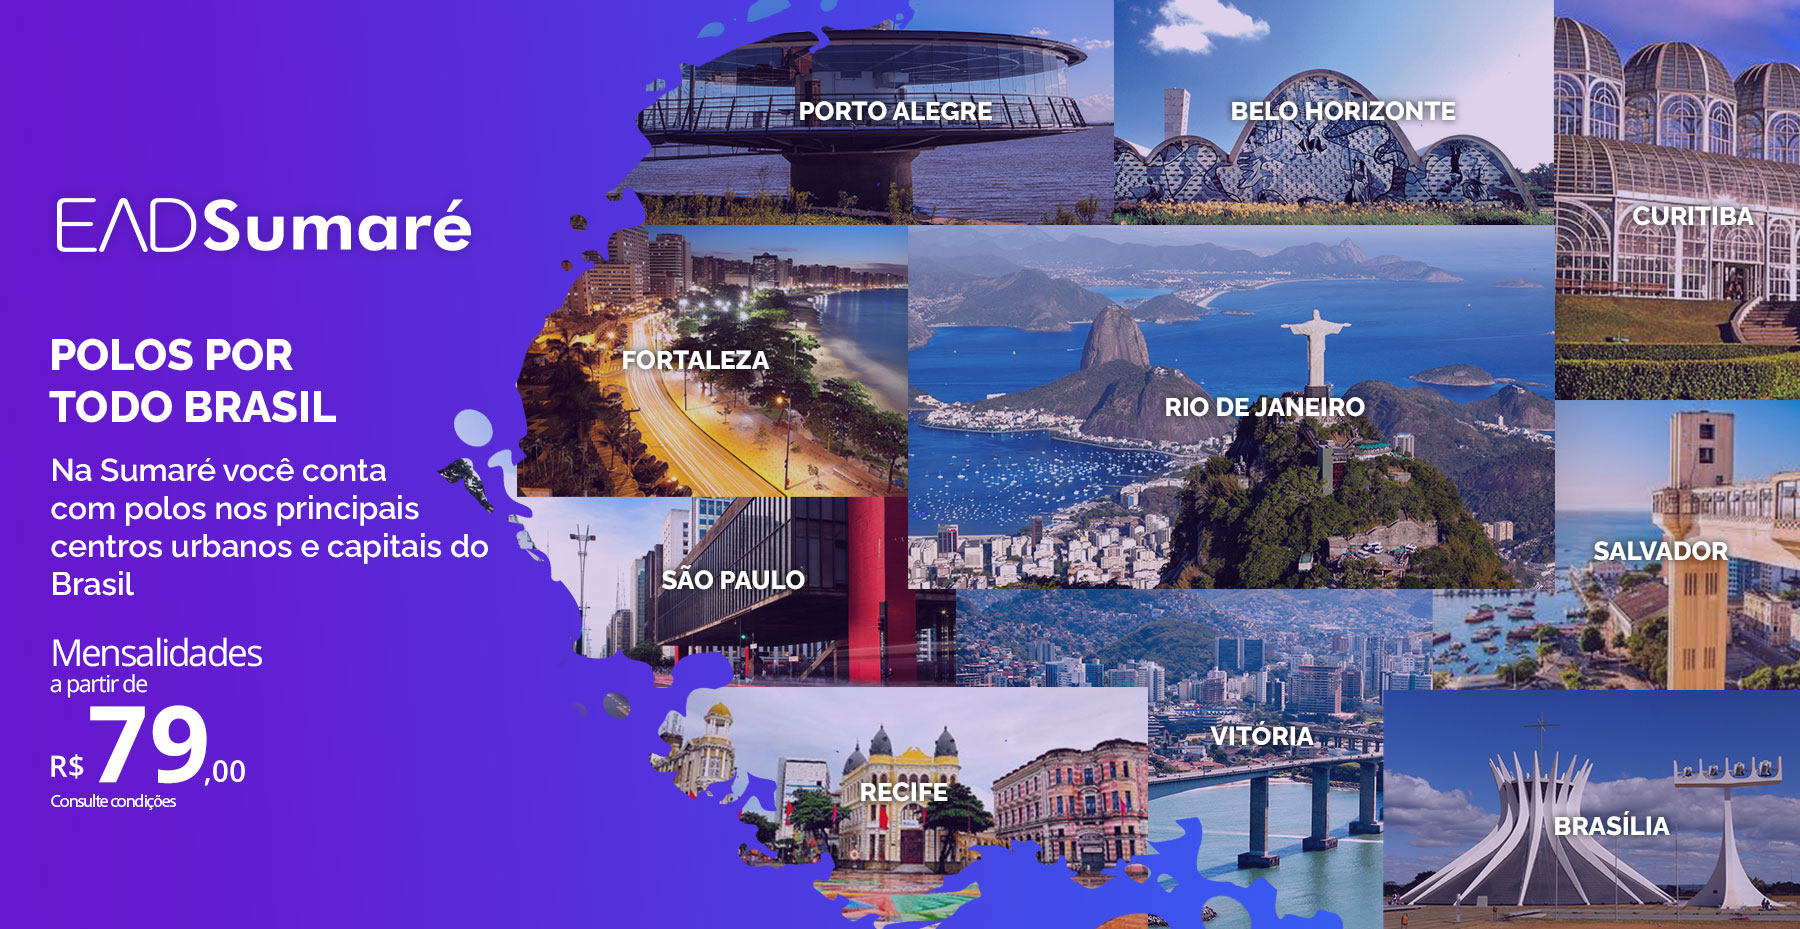 EADSumaré
POLOS POR
TODO BRASIL
Na Sumaré você conta
com polos nos principais
centros urbanos e capitais do
Brasil
Mensalidades
a partir de
R$ 79,00
Consulte condições
PORTO ALEGRE
BELO HORIZONTE
CURITIBA
FORTALEZA
RIO DE JANEIRO
SALVADOR
SÃO PAULO
VITÓRIA
RECIFE
BRASÍLIA